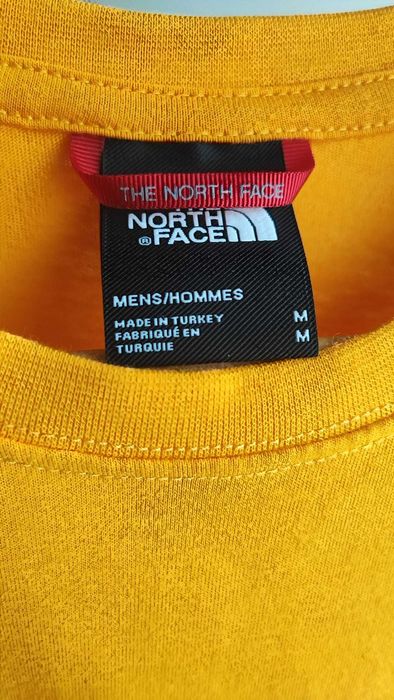 THE NORTH FACE
NORTH
FACE
®
MENS/HOMMES
MADE IN TURKEY M
FABRIQUÉ EN M
TURQUIE